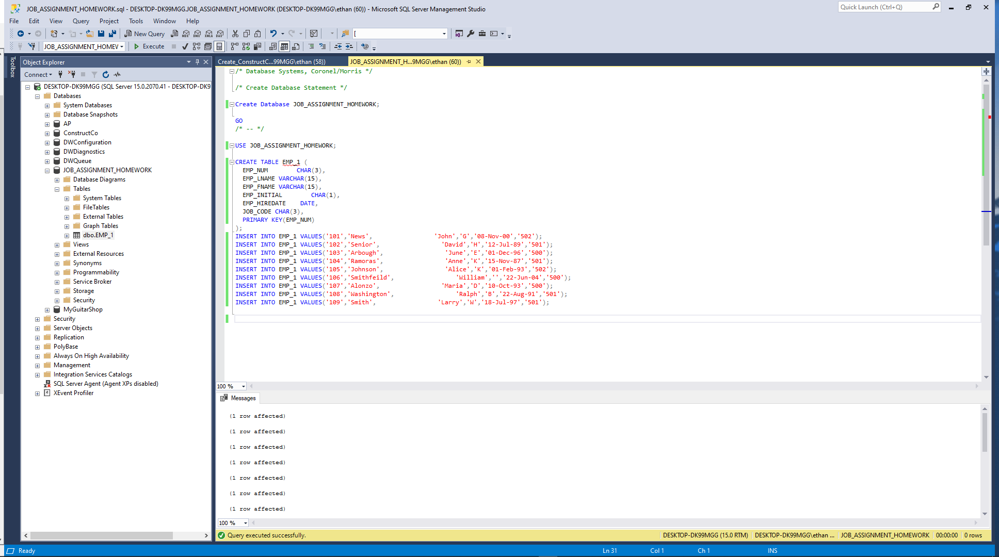 JOB_ASSIGNMENT_HOMEWORK.sql - DESKTOP-DK99MGG.JOB_ASSIGNMENT_HOMEWORK (DESKTOP-DK99MGG\ethan (60)) - Microsoft SQL Server Management Studio
Quick Launch (Ctrl+Q)
File Edit View Query Project Tools Window Help
New Query MDX DMX XMLA DAX [
JOB_ASSIGNMENT_HOMEV Execute
Toolbox
Object Explorer
Connect
DESKTOP-DK99MGG (SQL Server 15.0.2070.41 - DESKTOP-DK9
Databases
System Databases
Database Snapshots
AP
ConstructCo
DWConfiguration
DWDiagnostics
DWQueue
JOB_ASSIGNMENT_HOMEWORK
Database Diagrams
Tables
System Tables
FileTables
External Tables
Graph Tables
dbo.EMP_1
Views
External Resources
Synonyms
Programmability
Service Broker
Storage
Security
MyGuitarShop
Security
Server Objects
Replication
PolyBase
Always On High Availability
Management
Integration Services Catalogs
SQL Server Agent (Agent XPs disabled)
XEvent Profiler
Create_ConstructC...99MGG\ethan (58)) JOB_ASSIGNMENT_H...9MGG\ethan (60))
/* Database Systems, Coronel/Morris */
/* Create Database Statement */
Create Database JOB_ASSIGNMENT_HOMEWORK;
GO
/* -- */
USE JOB_ASSIGNMENT_HOMEWORK;
CREATE TABLE EMP_1 (
EMP_NUM CHAR(3),
EMP_LNAME VARCHAR(15),
EMP_FNAME VARCHAR(15),
EMP_INITIAL CHAR(1),
EMP_HIREDATE DATE,
JOB_CODE CHAR(3),
PRIMARY KEY(EMP_NUM)
);
INSERT INTO EMP_1 VALUES('101','News', 'John','G','08-Nov-00','502');
INSERT INTO EMP_1 VALUES('102','Senior', 'David','H','12-Jul-89','501');
INSERT INTO EMP_1 VALUES('103','Arbough', 'June','E','01-Dec-96','500');
INSERT INTO EMP_1 VALUES('104','Ramoras', 'Anne','K','15-Nov-87','501');
INSERT INTO EMP_1 VALUES('105','Johnson', 'Alice','K','01-Feb-93','502');
INSERT INTO EMP_1 VALUES('106','Smithfeild', 'William','','22-Jun-04','500');
INSERT INTO EMP_1 VALUES('107','Alonzo', 'Maria','D','10-Oct-93','500');
INSERT INTO EMP_1 VALUES('108','Washington', 'Ralph','B','22-Aug-91','501');
INSERT INTO EMP_1 VALUES('109','Smith', 'Larry','W','18-Jul-97','501');
100 %
Messages
(1 row affected)
(1 row affected)
(1 row affected)
(1 row affected)
(1 row affected)
(1 row affected)
(1 row affected)
100 %
Query executed successfully. DESKTOP-DK99MGG (15.0 RTM) DESKTOP-DK99MGG\ethan ... JOB_ASSIGNMENT_HOMEWORK 00:00:00 0 rows
Ready Ln 31 Col 1 Ch 1 INS